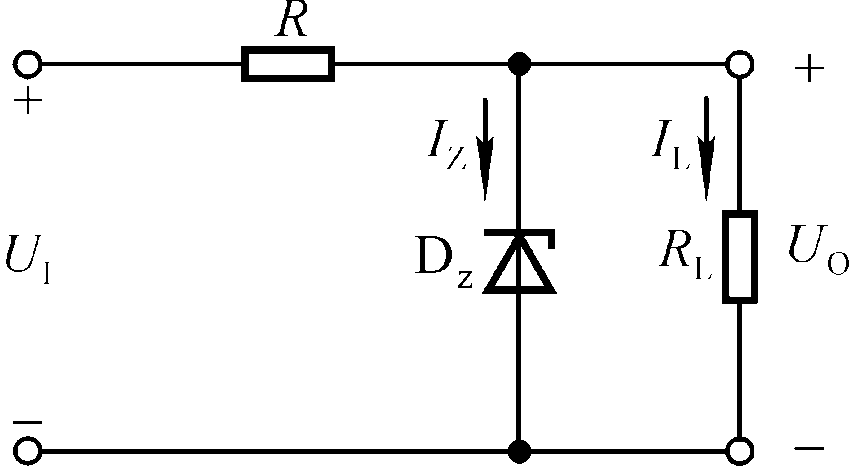 R
+ +
I_Z I_L
U_I D_z R_L U_O
− −